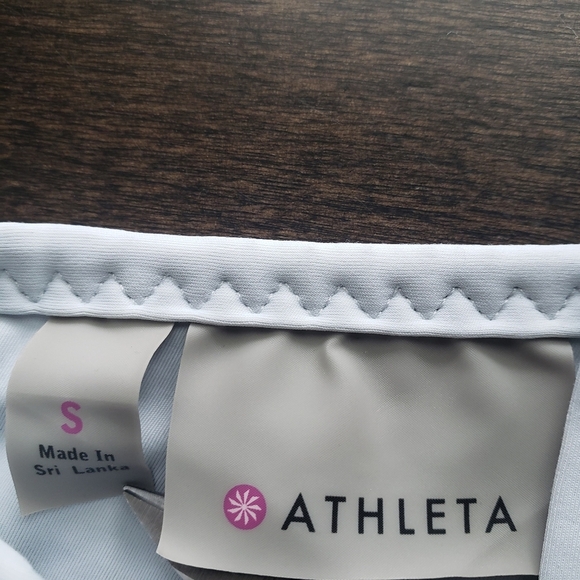 S
Made In
Sri Lanka
ATHLETA